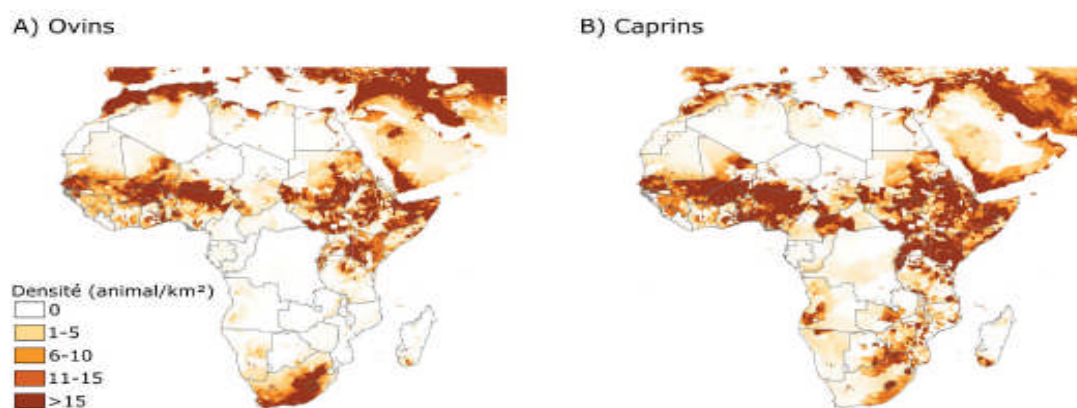 A) Ovins
B) Caprins
Densité (animal/km²)
0
1-5
6-10
11-15
>15